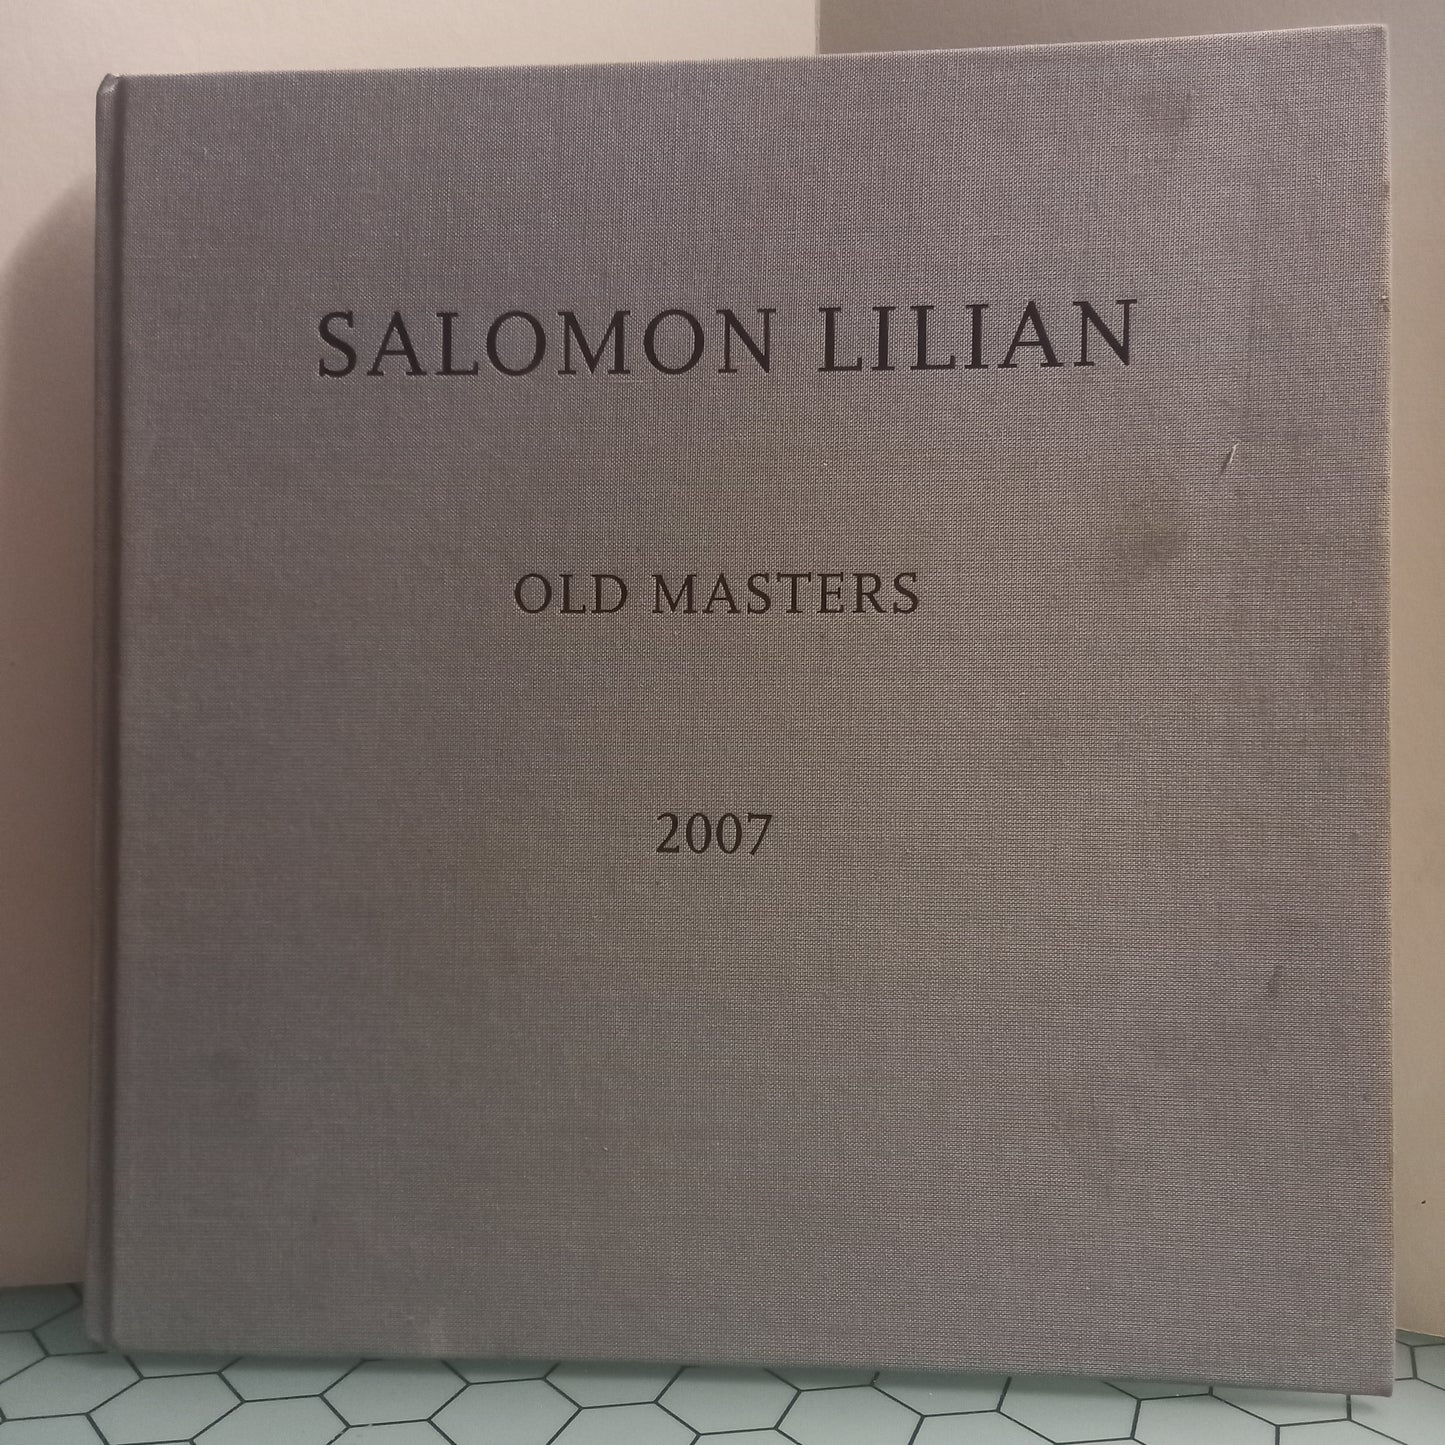 SALOMON LILIAN
OLD MASTERS
2007